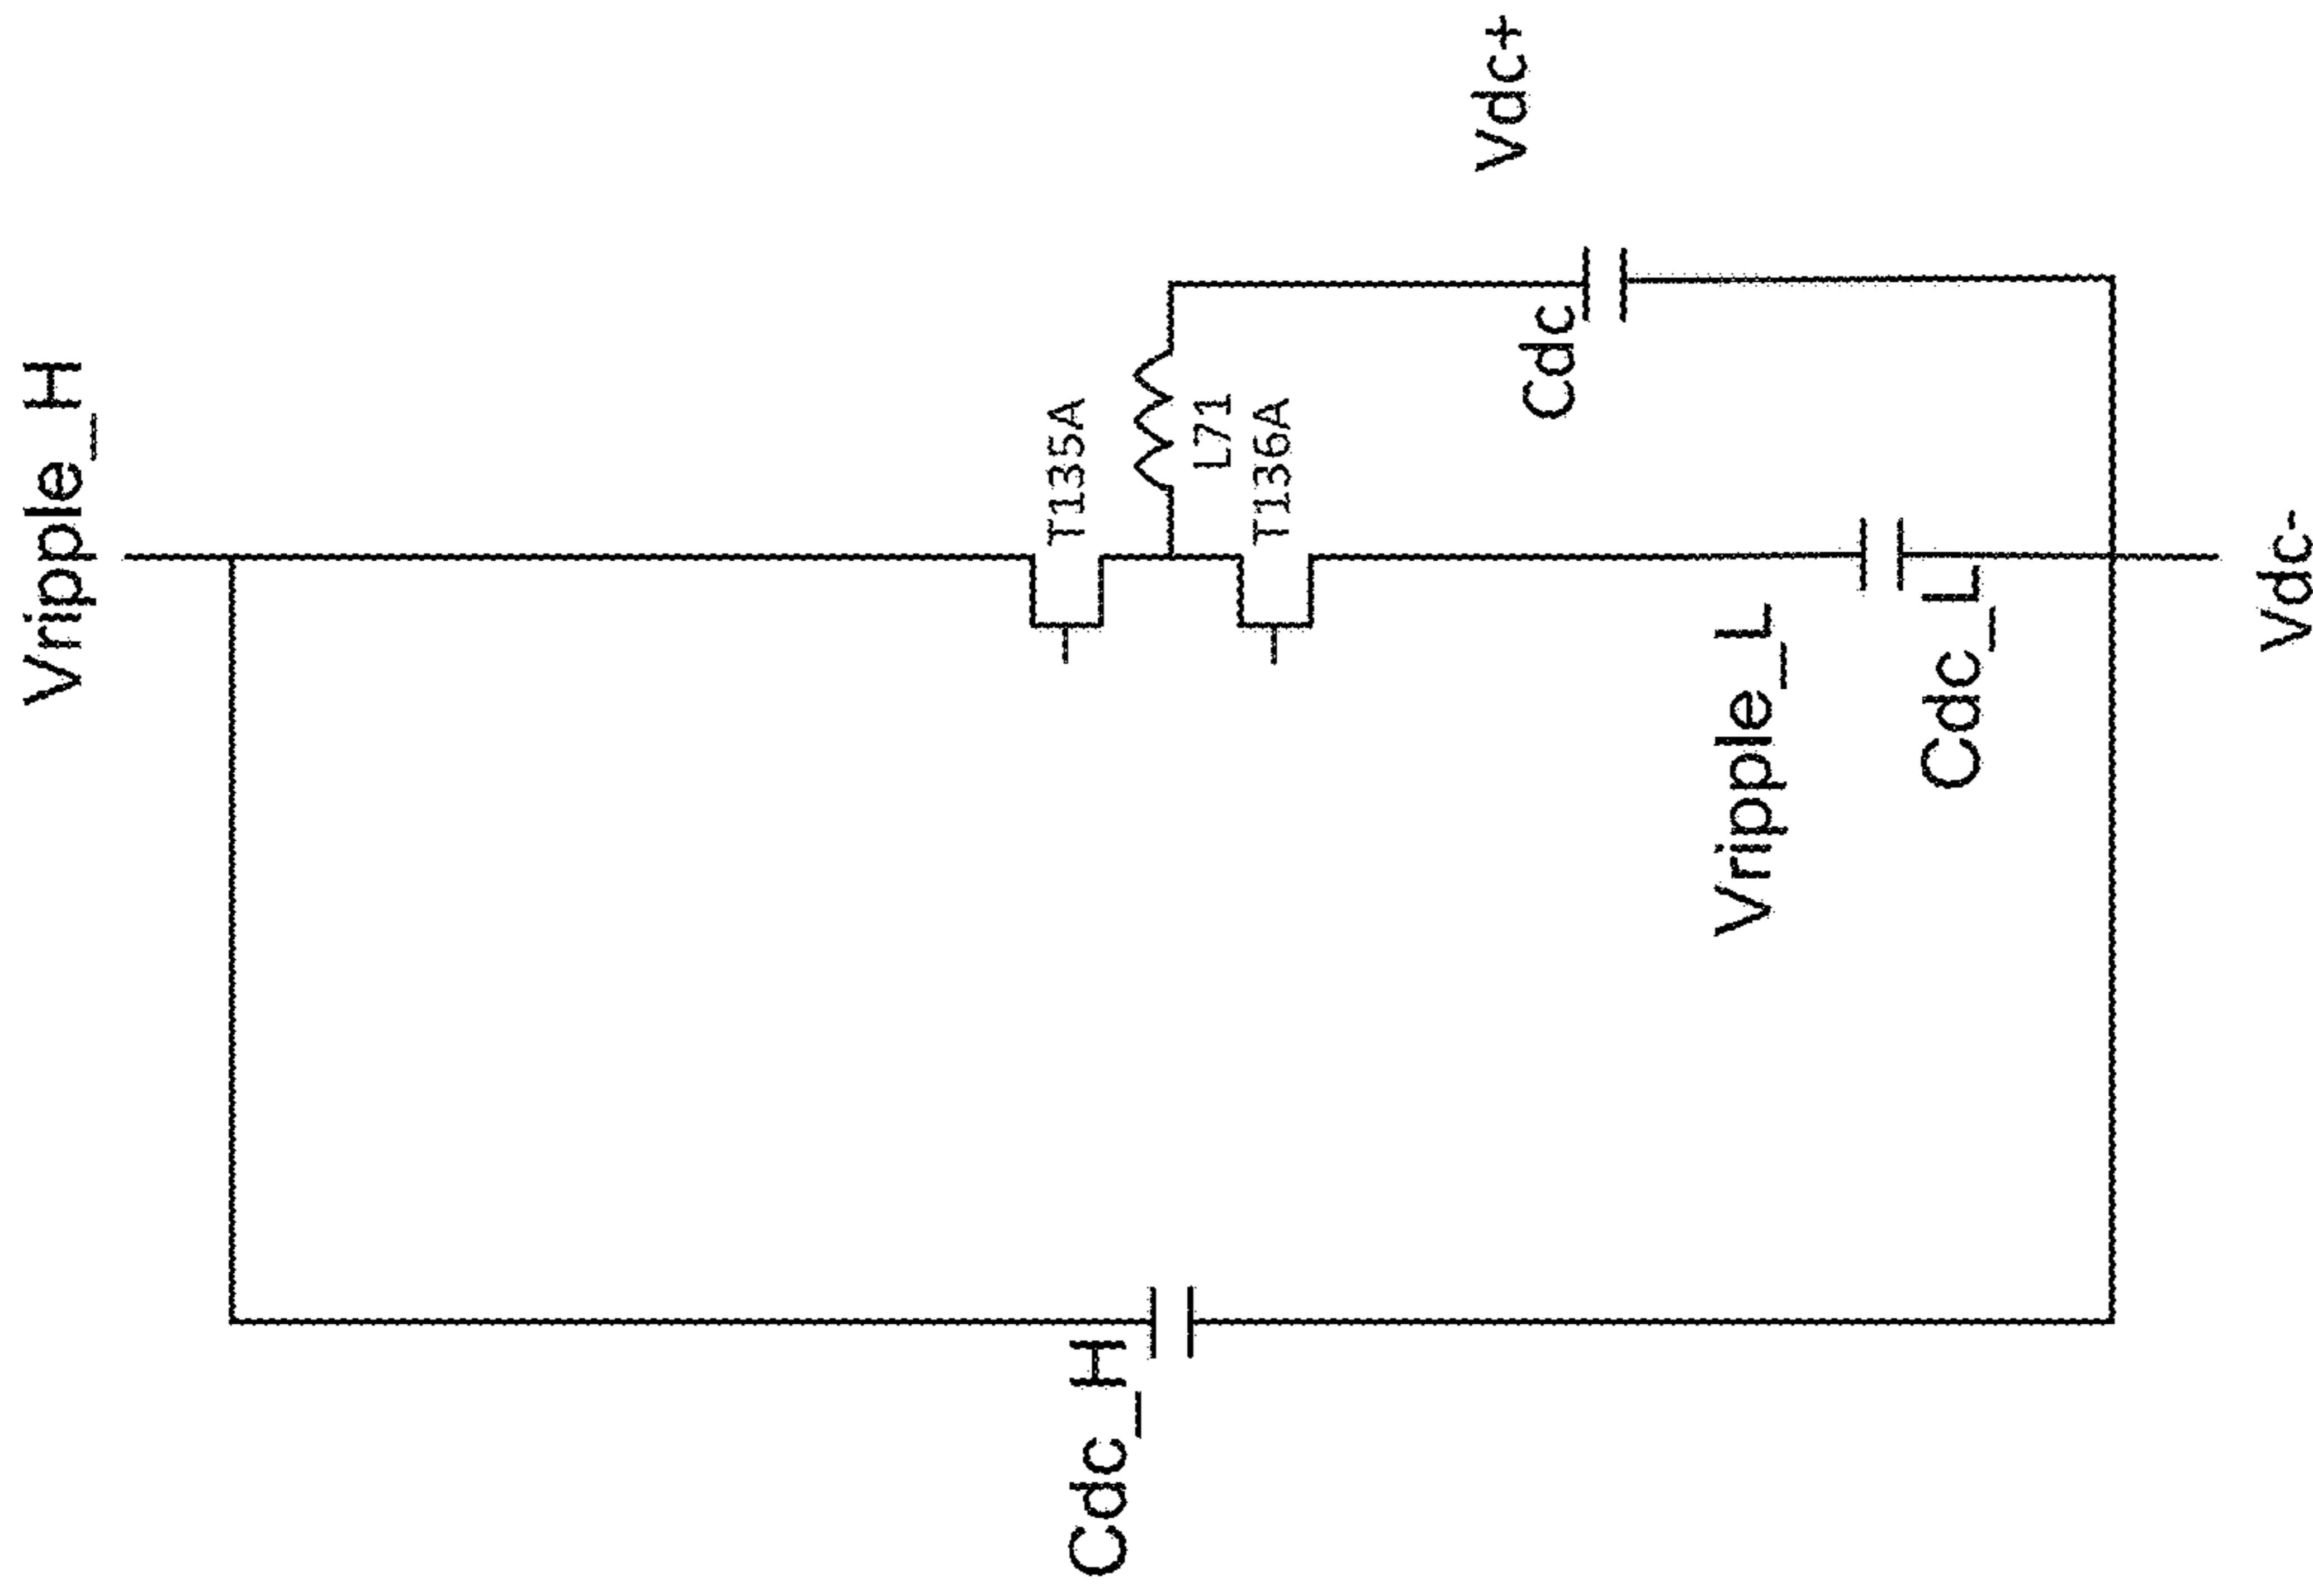 Vripple_H
Vdc+
T135A
L71
T136A
Cdc
Cdc_H
Vripple_L
Cdc_L
Vdc-